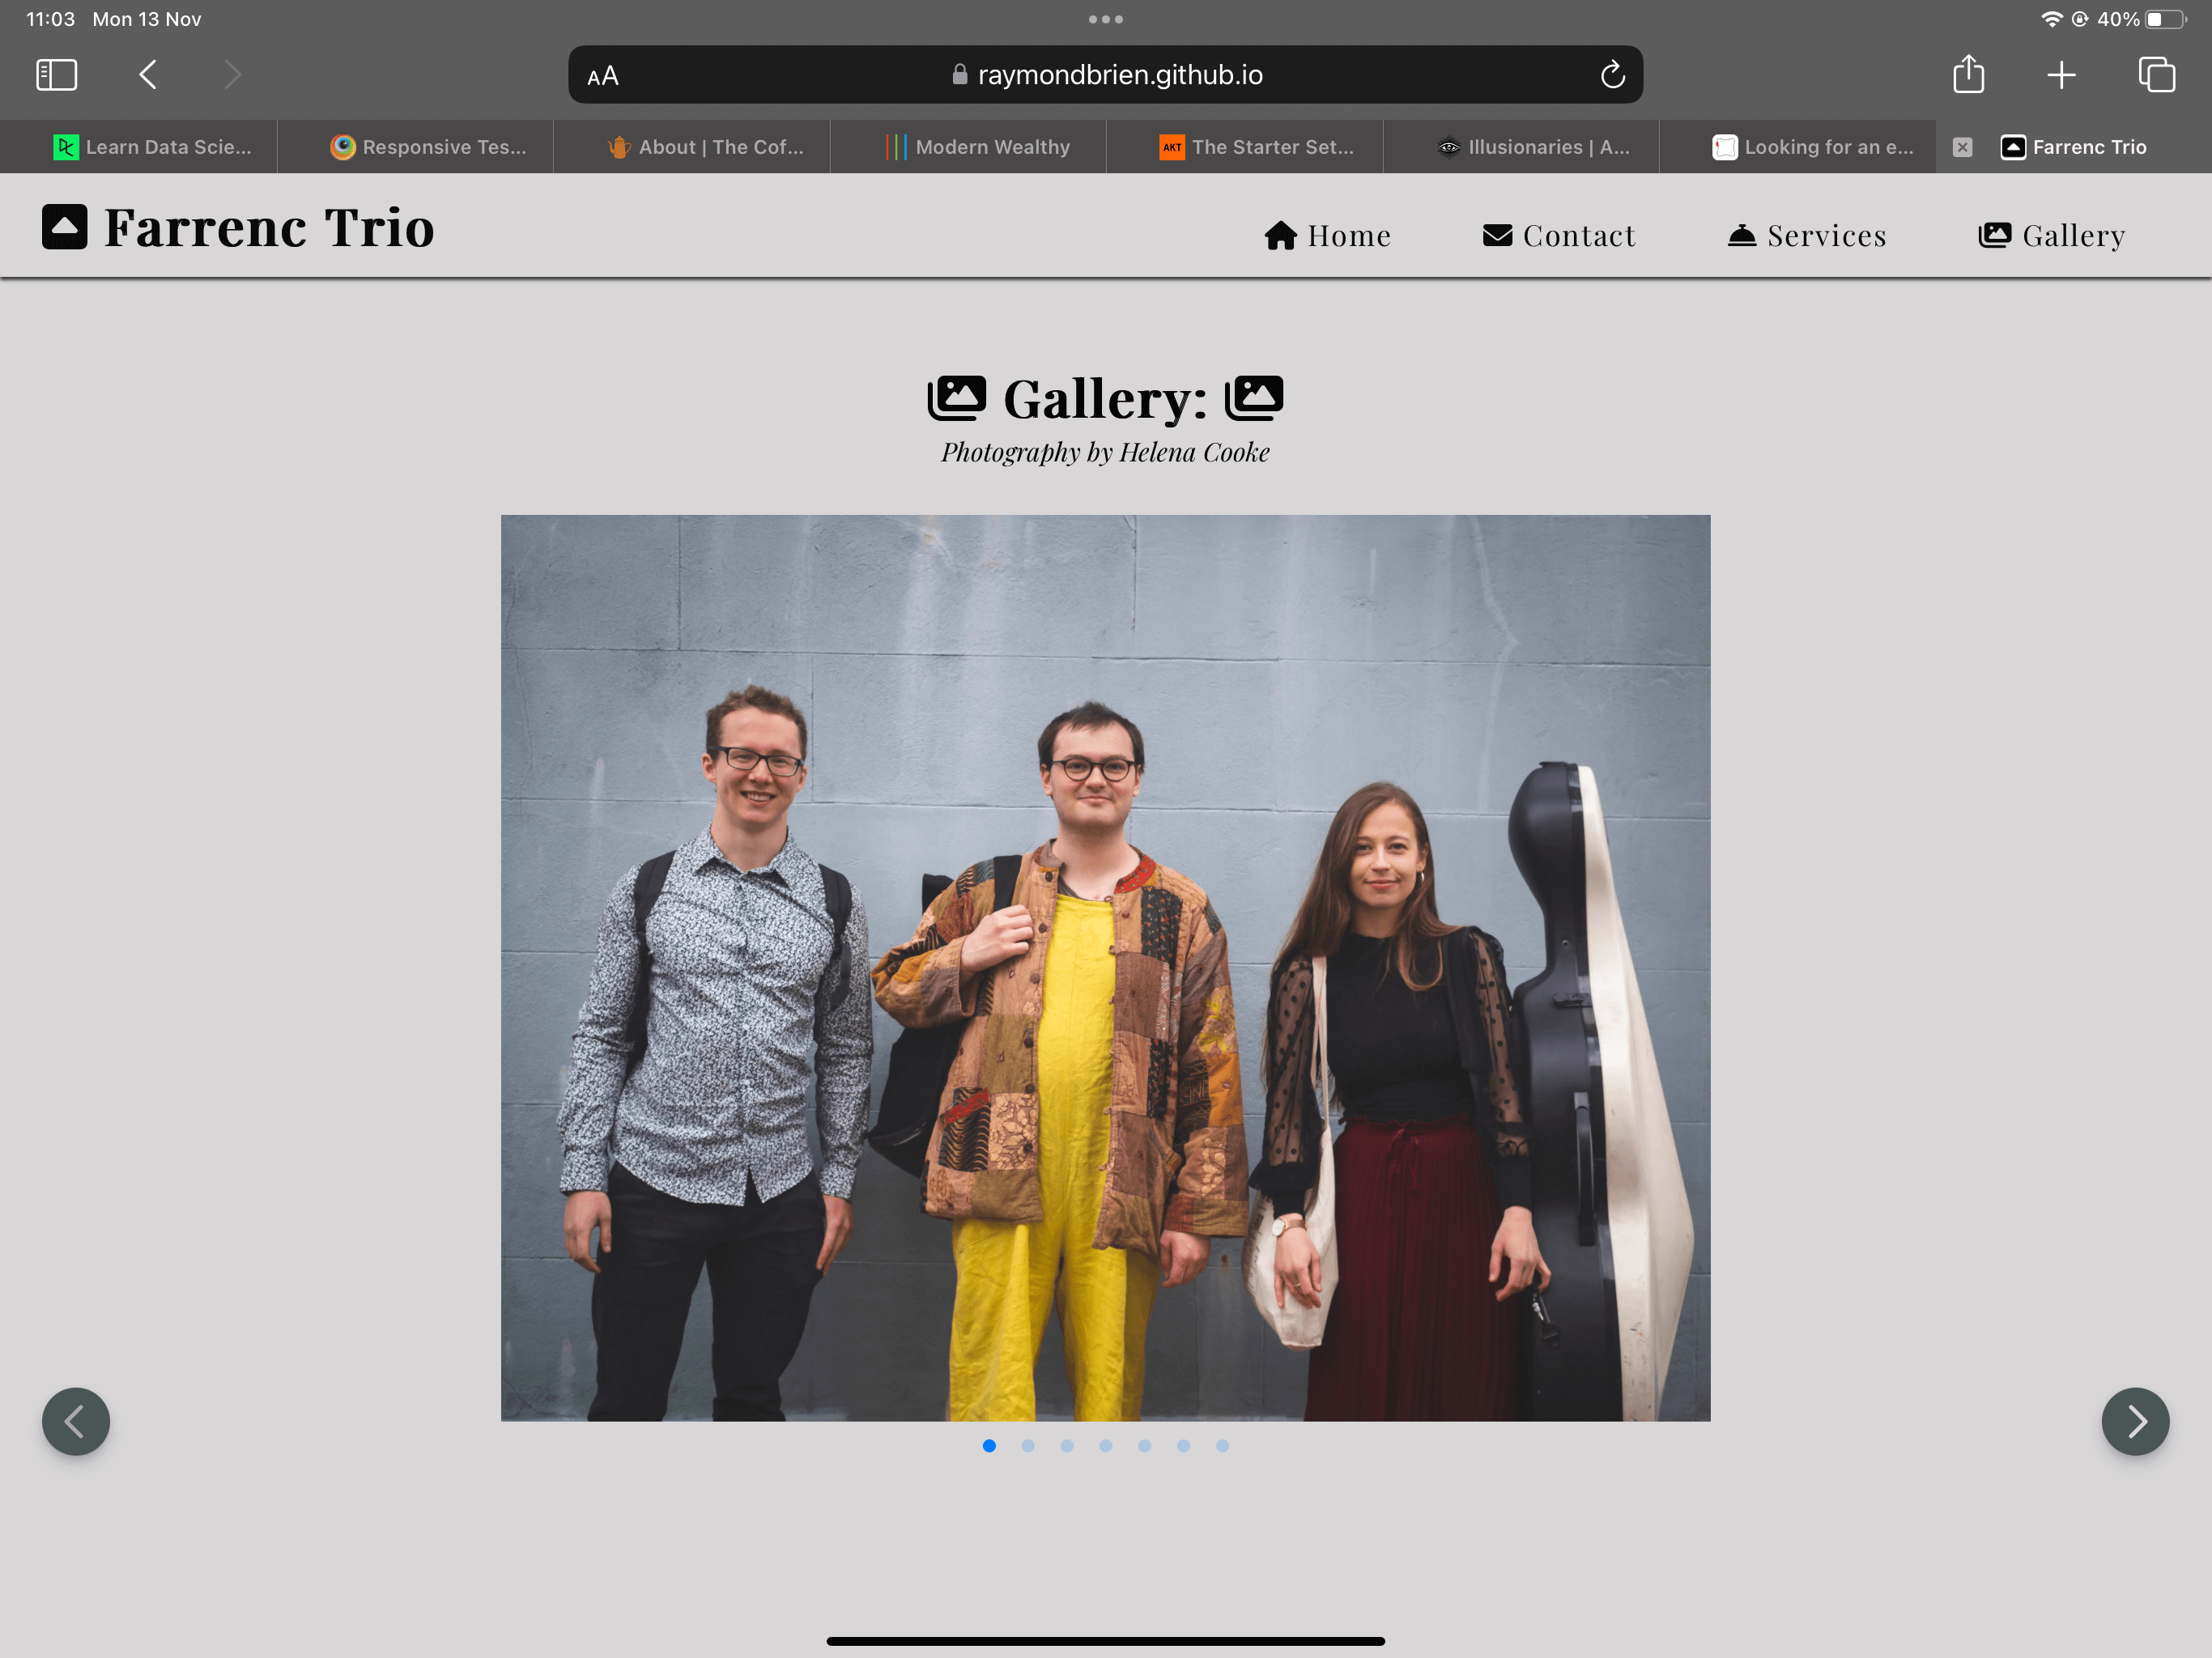 11:03 Mon 13 Nov
40%
AA raymondbrien.github.io
Learn Data Scie... Responsive Tes... About | The Cof... Modern Wealthy AKT The Starter Set... Illusionaries | A... Looking for an e... Farrenc Trio
Farrenc Trio Home Contact Services Gallery
Gallery:
Photography by Helena Cooke